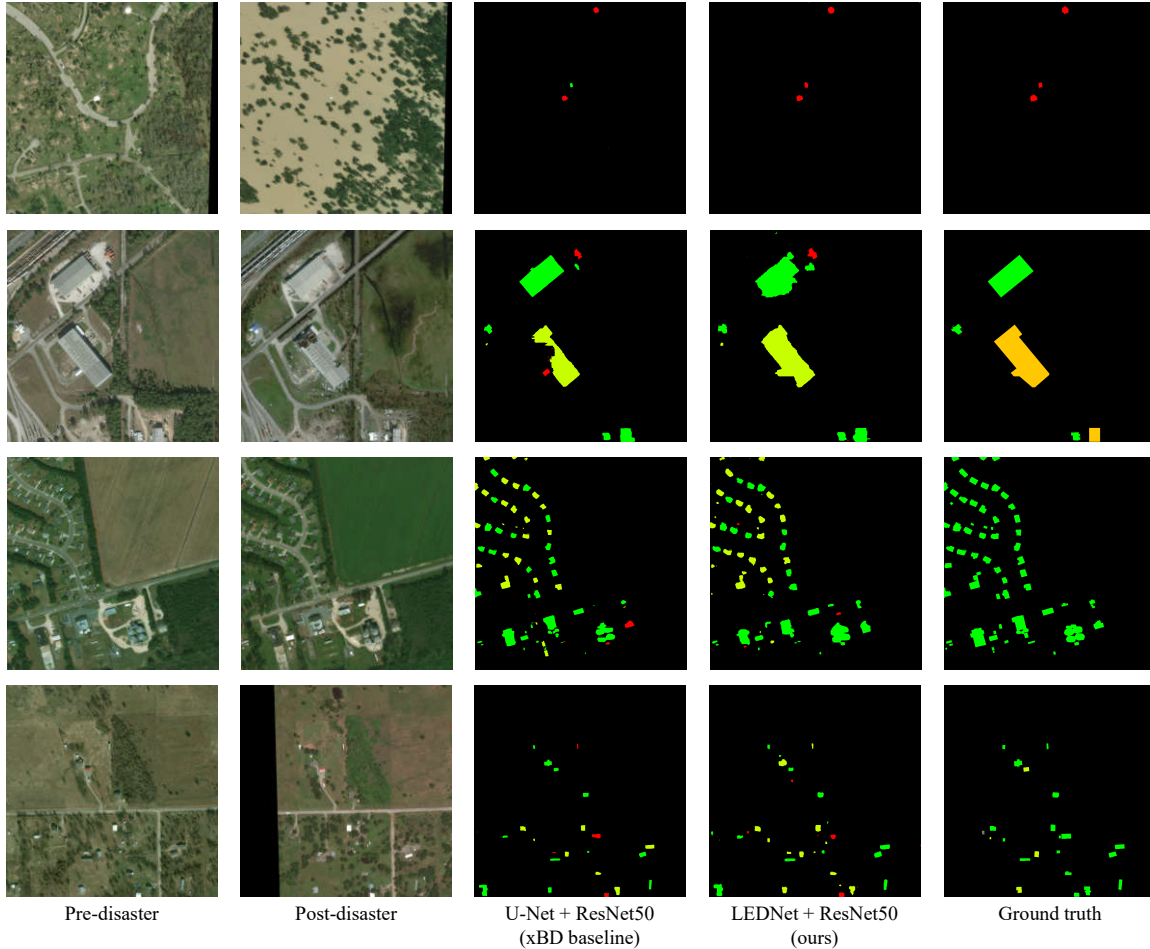 Pre-disaster
Post-disaster
U-Net + ResNet50
(xBD baseline)
LEDNet + ResNet50
(ours)
Ground truth